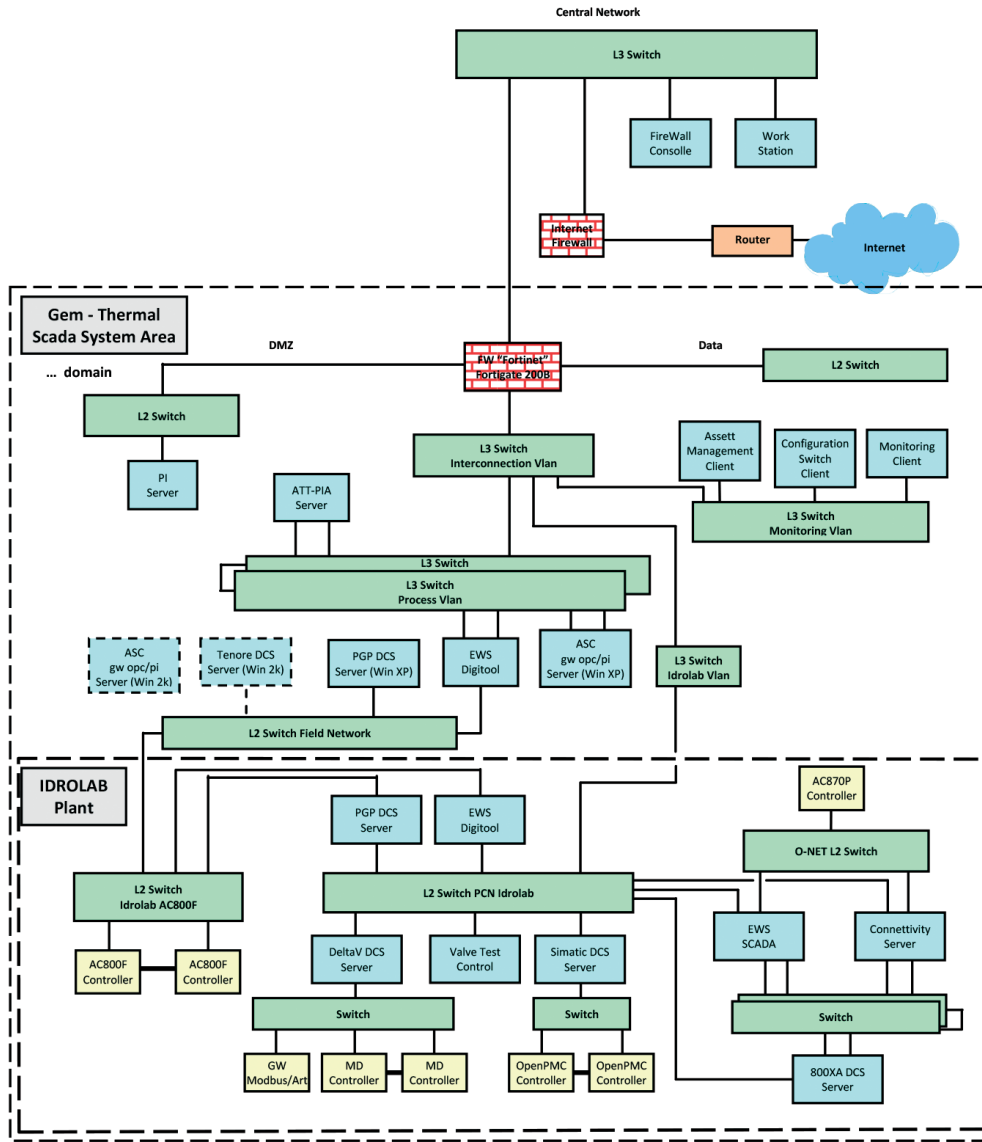 Central Network
L3 Switch
FireWall
Consolle
Work
Station
Internet
Firewall
Router
Internet
Gem - Thermal
Scada System Area
... domain
DMZ
FW "Fortinet"
Fortigate 200B
Data
L2 Switch
L2 Switch
PI
Server
L3 Switch
Interconnection Vlan
Assett
Management
Client
Configuration
Switch
Client
Monitoring
Client
L3 Switch
Monitoring Vlan
ATT-PIA
Server
L3 Switch
L3 Switch
Process Vlan
ASC
gw opc/pi
Server (Win 2k)
Tenore DCS
Server (Win 2k)
PGP DCS
Server (Win XP)
EWS
Digitool
ASC
gw opc/pi
Server (Win XP)
L3 Switch
Idrolab Vlan
L2 Switch Field Network
IDROLAB
Plant
PGP DCS
Server
EWS
Digitool
AC870P
Controller
O-NET L2 Switch
L2 Switch
Idrolab AC800F
L2 Switch PCN Idrolab
AC800F
Controller
AC800F
Controller
DeltaV DCS
Server
Valve Test
Control
Simatic DCS
Server
EWS
SCADA
Connettivity
Server
Switch
Switch
Switch
GW
Modbus/Art
MD
Controller
MD
Controller
OpenPMC
Controller
OpenPMC
Controller
800XA DCS
Server